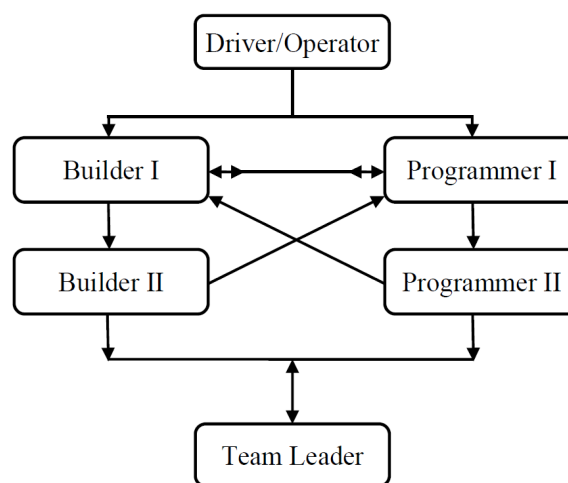 Driver/Operator
Builder I
Programmer I
Builder II
Programmer II
Team Leader